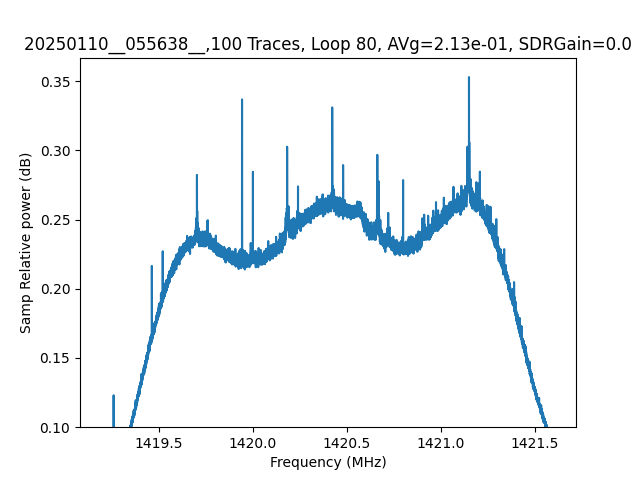 20250110__055638__,100 Traces, Loop 80, AVg=2.13e-01, SDRGain=0.0
0.35
0.30
0.25
0.20
0.15
0.10
Samp Relative power (dB)
1419.5 1420.0 1420.5 1421.0 1421.5
Frequency (MHz)